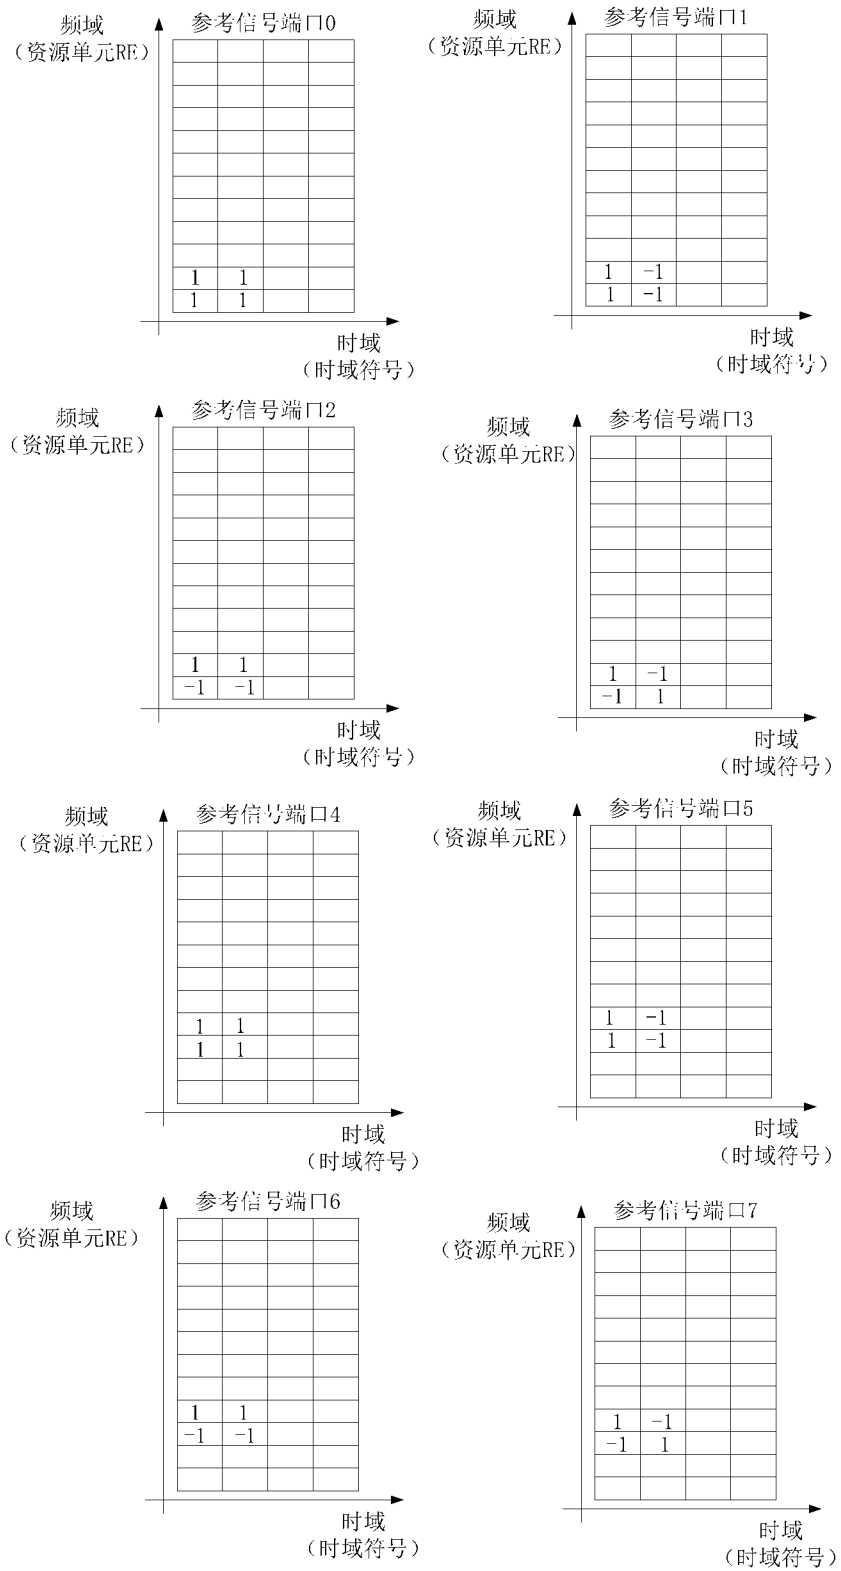 参考信号端口0
频域
（资源单元RE）
1 1
1 1
时域
（时域符号）
参考信号端口1
频域
（资源单元RE）
1 -1
1 -1
时域
（时域符号）
参考信号端口2
频域
（资源单元RE）
1 1
-1 -1
时域
（时域符号）
参考信号端口3
频域
（资源单元RE）
1 -1
-1 1
时域
（时域符号）
参考信号端口4
频域
（资源单元RE）
1 1
1 1
时域
（时域符号）
参考信号端口5
频域
（资源单元RE）
1 -1
1 -1
时域
（时域符号）
参考信号端口6
频域
（资源单元RE）
1 1
-1 -1
时域
（时域符号）
参考信号端口7
频域
（资源单元RE）
1 -1
-1 1
时域
（时域符号）